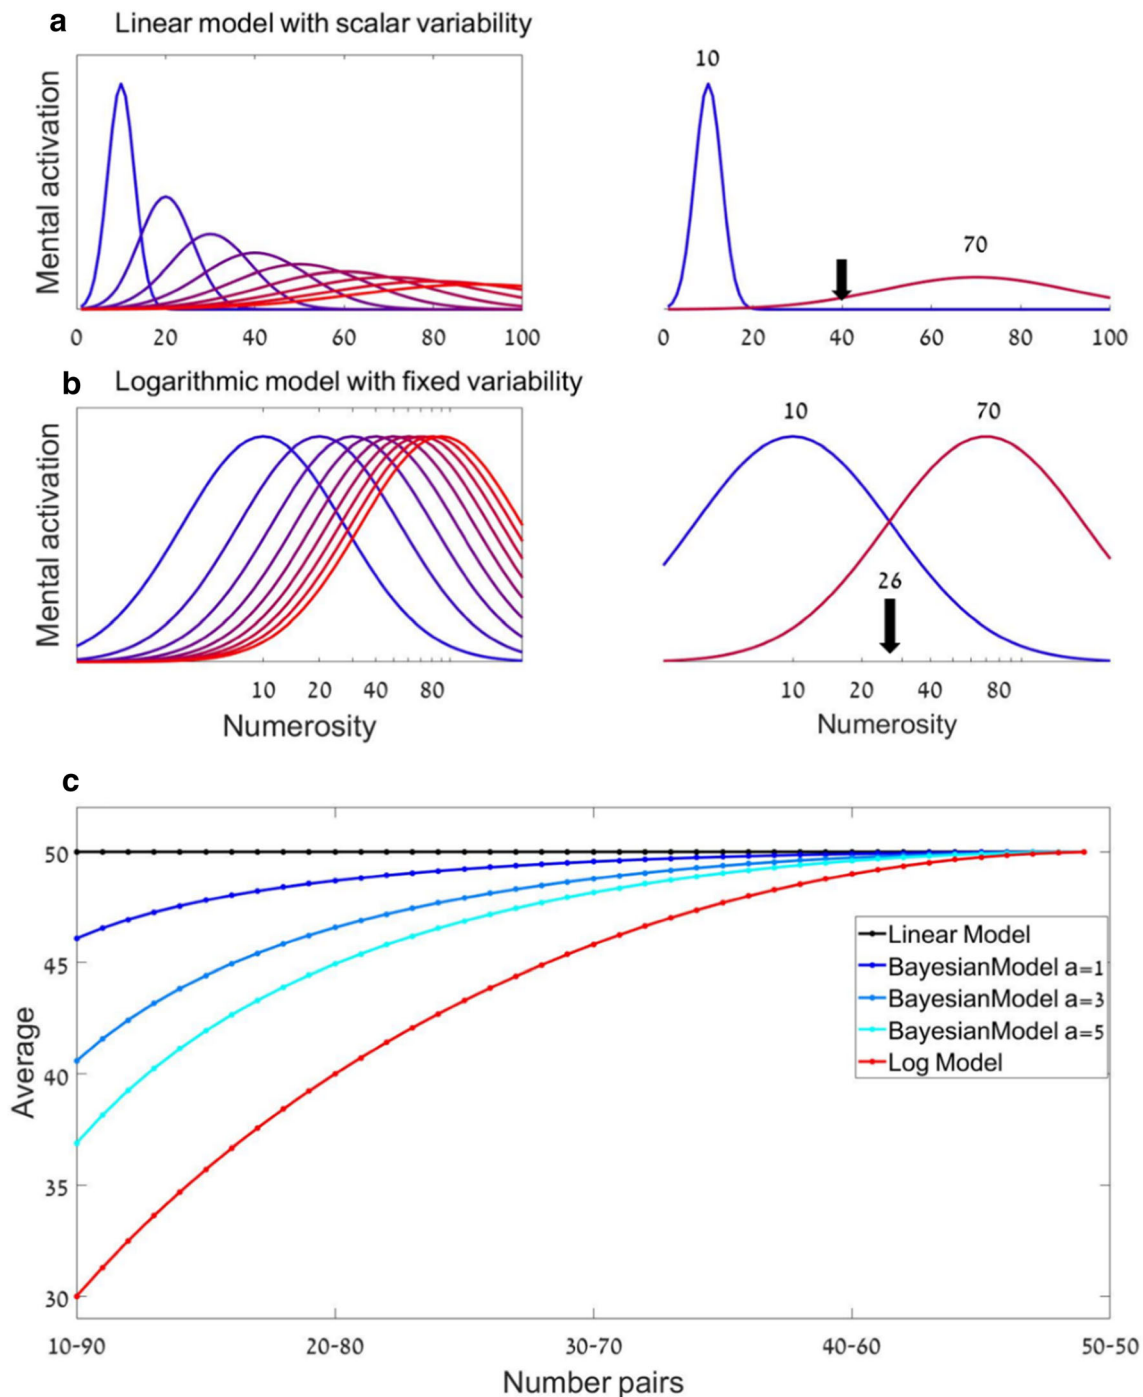 a Linear model with scalar variability
Mental activation
0 20 40 60 80 100
10
70
0 20 40 60 80 100
b Logarithmic model with fixed variability
Mental activation
10 20 40 80
Numerosity
10
70
26
10 20 40 80
Numerosity
c
Average
50
45
40
35
30
Linear Model
BayesianModel a=1
BayesianModel a=3
BayesianModel a=5
Log Model
10-90 20-80 30-70 40-60 50-50
Number pairs